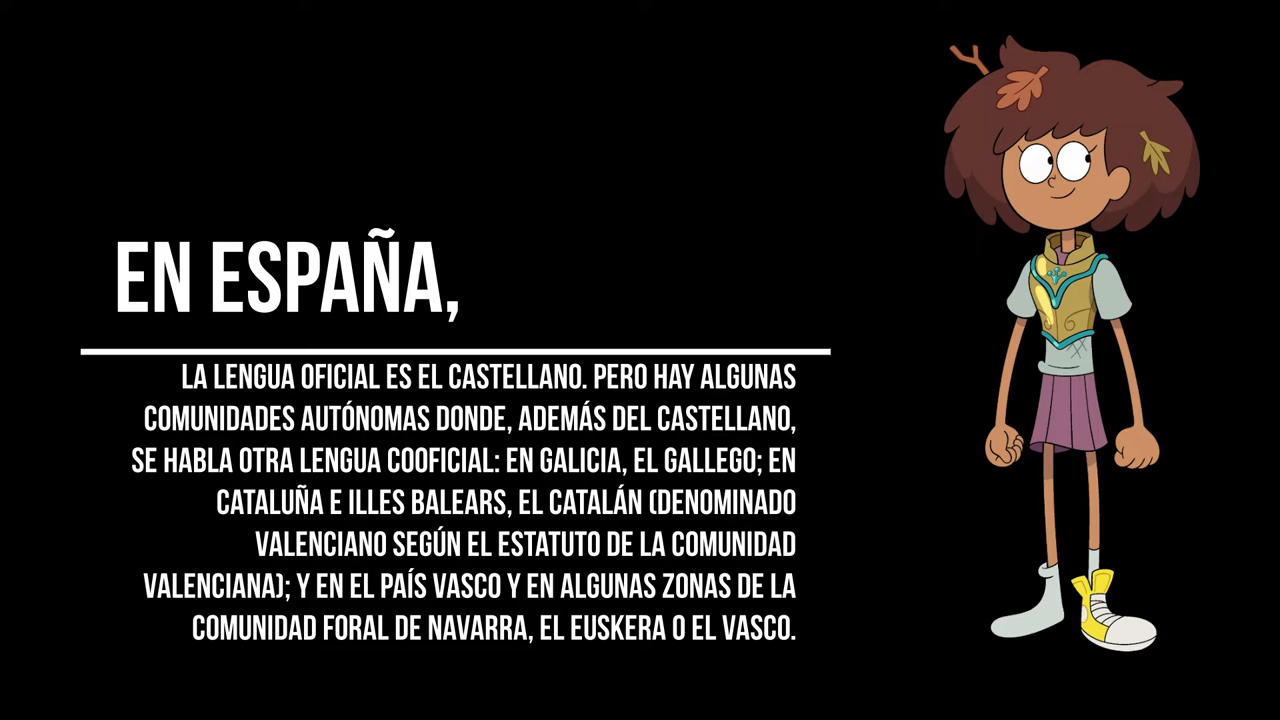 EN ESPAÑA,
LA LENGUA OFICIAL ES EL CASTELLANO. PERO HAY ALGUNAS
COMUNIDADES AUTÓNOMAS DONDE, ADEMÁS DEL CASTELLANO,
SE HABLA OTRA LENGUA COOFICIAL: EN GALICIA, EL GALLEGO; EN
CATALUÑA E ILLES BALEARS, EL CATALÁN (DENOMINADO
VALENCIANO SEGÚN EL ESTATUTO DE LA COMUNIDAD
VALENCIANA); Y EN EL PAÍS VASCO Y EN ALGUNAS ZONAS DE LA
COMUNIDAD FORAL DE NAVARRA, EL EUSKERA O EL VASCO.